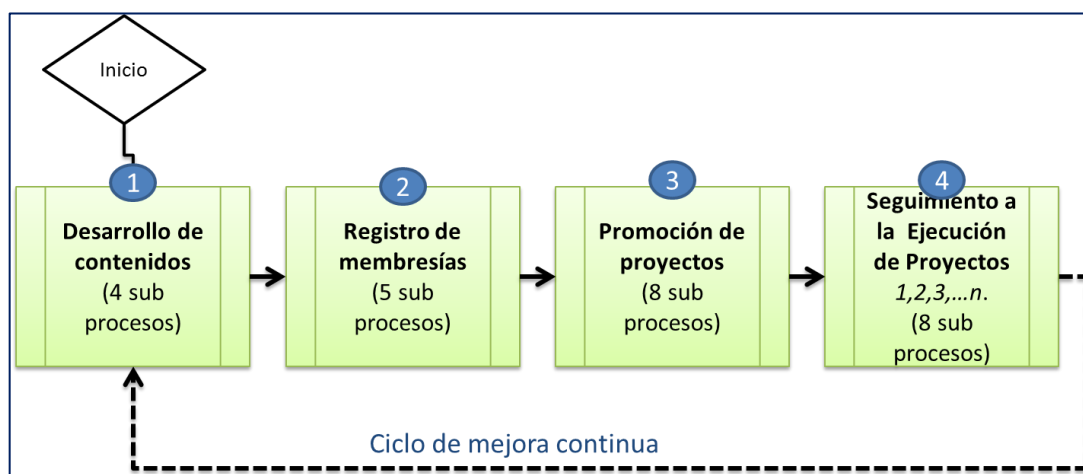 Inicio
1
Desarrollo de
contenidos
(4 sub
procesos)
2
Registro de
membresías
(5 sub
procesos)
3
Promoción de
proyectos
(8 sub
procesos)
4
Seguimiento a
la Ejecución
de Proyectos
1,2,3,...n.
(8 sub
procesos)
Ciclo de mejora continua